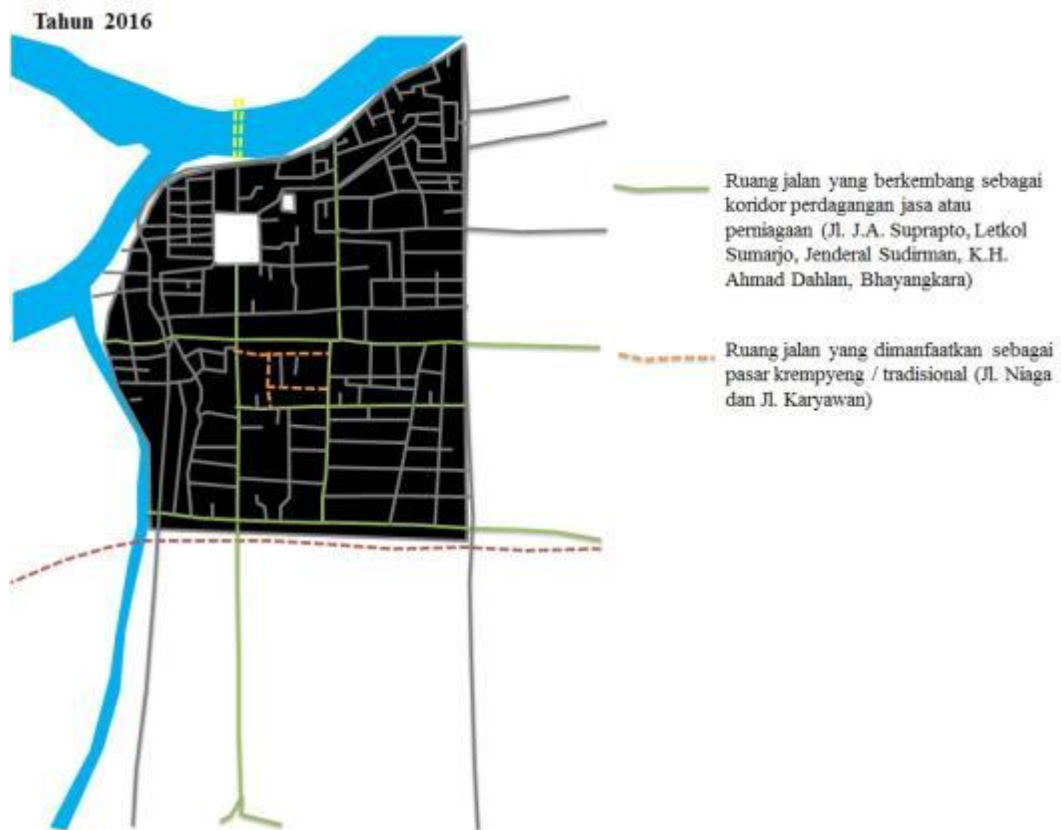 Tahun 2016
Ruang jalan yang berkembang sebagai
koridor perdagangan jasa atau
perniagaan (Jl. J.A. Suprapto, Letkol
Sumarjo, Jenderal Sudirman, K.H.
Ahmad Dahlan, Bhayangkara)
Ruang jalan yang dimanfaatkan sebagai
pasar krempyeng / tradisional (Jl. Niaga
dan Jl. Karyawan)